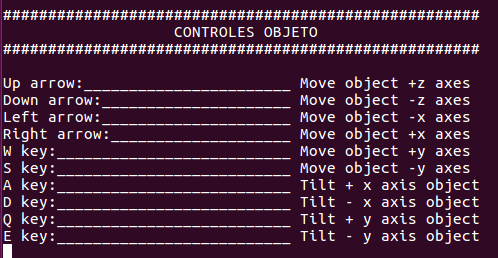 #####################################################
CONTROLES OBJETO
#####################################################
Up arrow:_______________________ Move object +z axes
Down arrow:_____________________ Move object -z axes
Left arrow:_____________________ Move object -x axes
Right arrow:____________________ Move object +x axes
W key:__________________________ Move object +y axes
S key:__________________________ Move object -y axes
A key:__________________________ Tilt + x axis object
D key:__________________________ Tilt - x axis object
Q key:__________________________ Tilt + y axis object
E key:__________________________ Tilt - y axis object